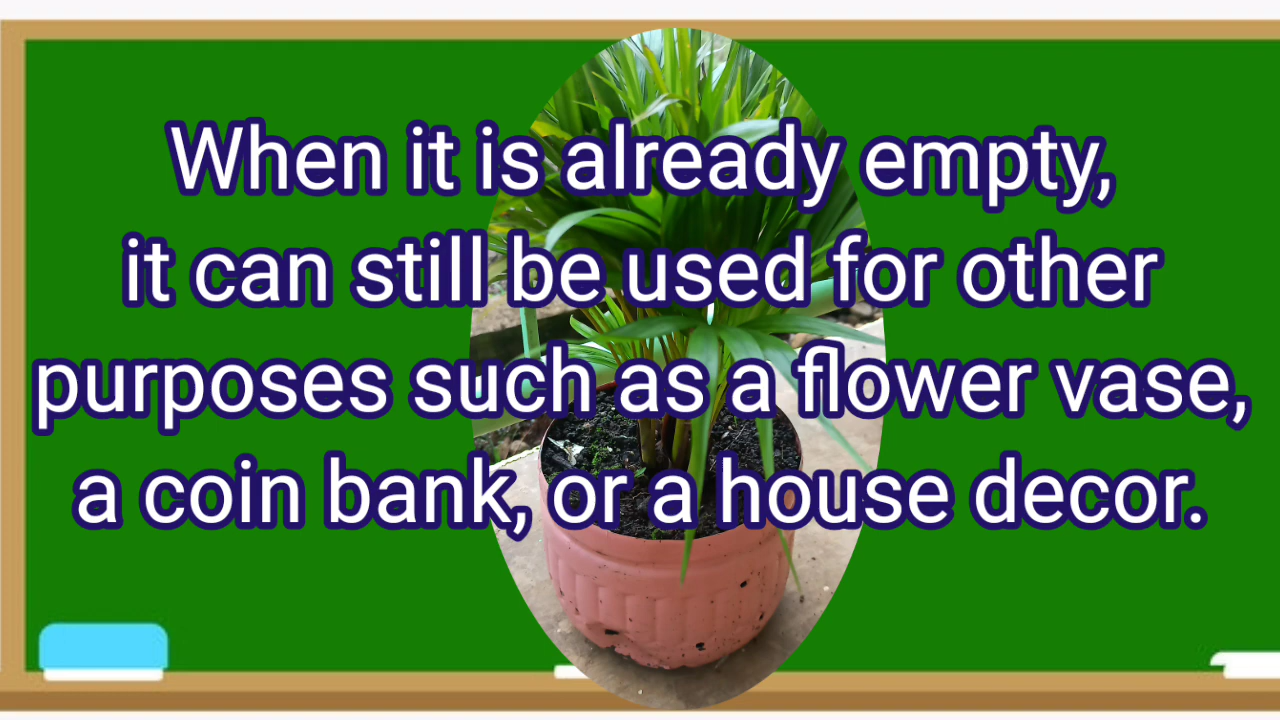 When it is already empty,
it can still be used for other
purposes such as a flower vase,
a coin bank, or a house decor.